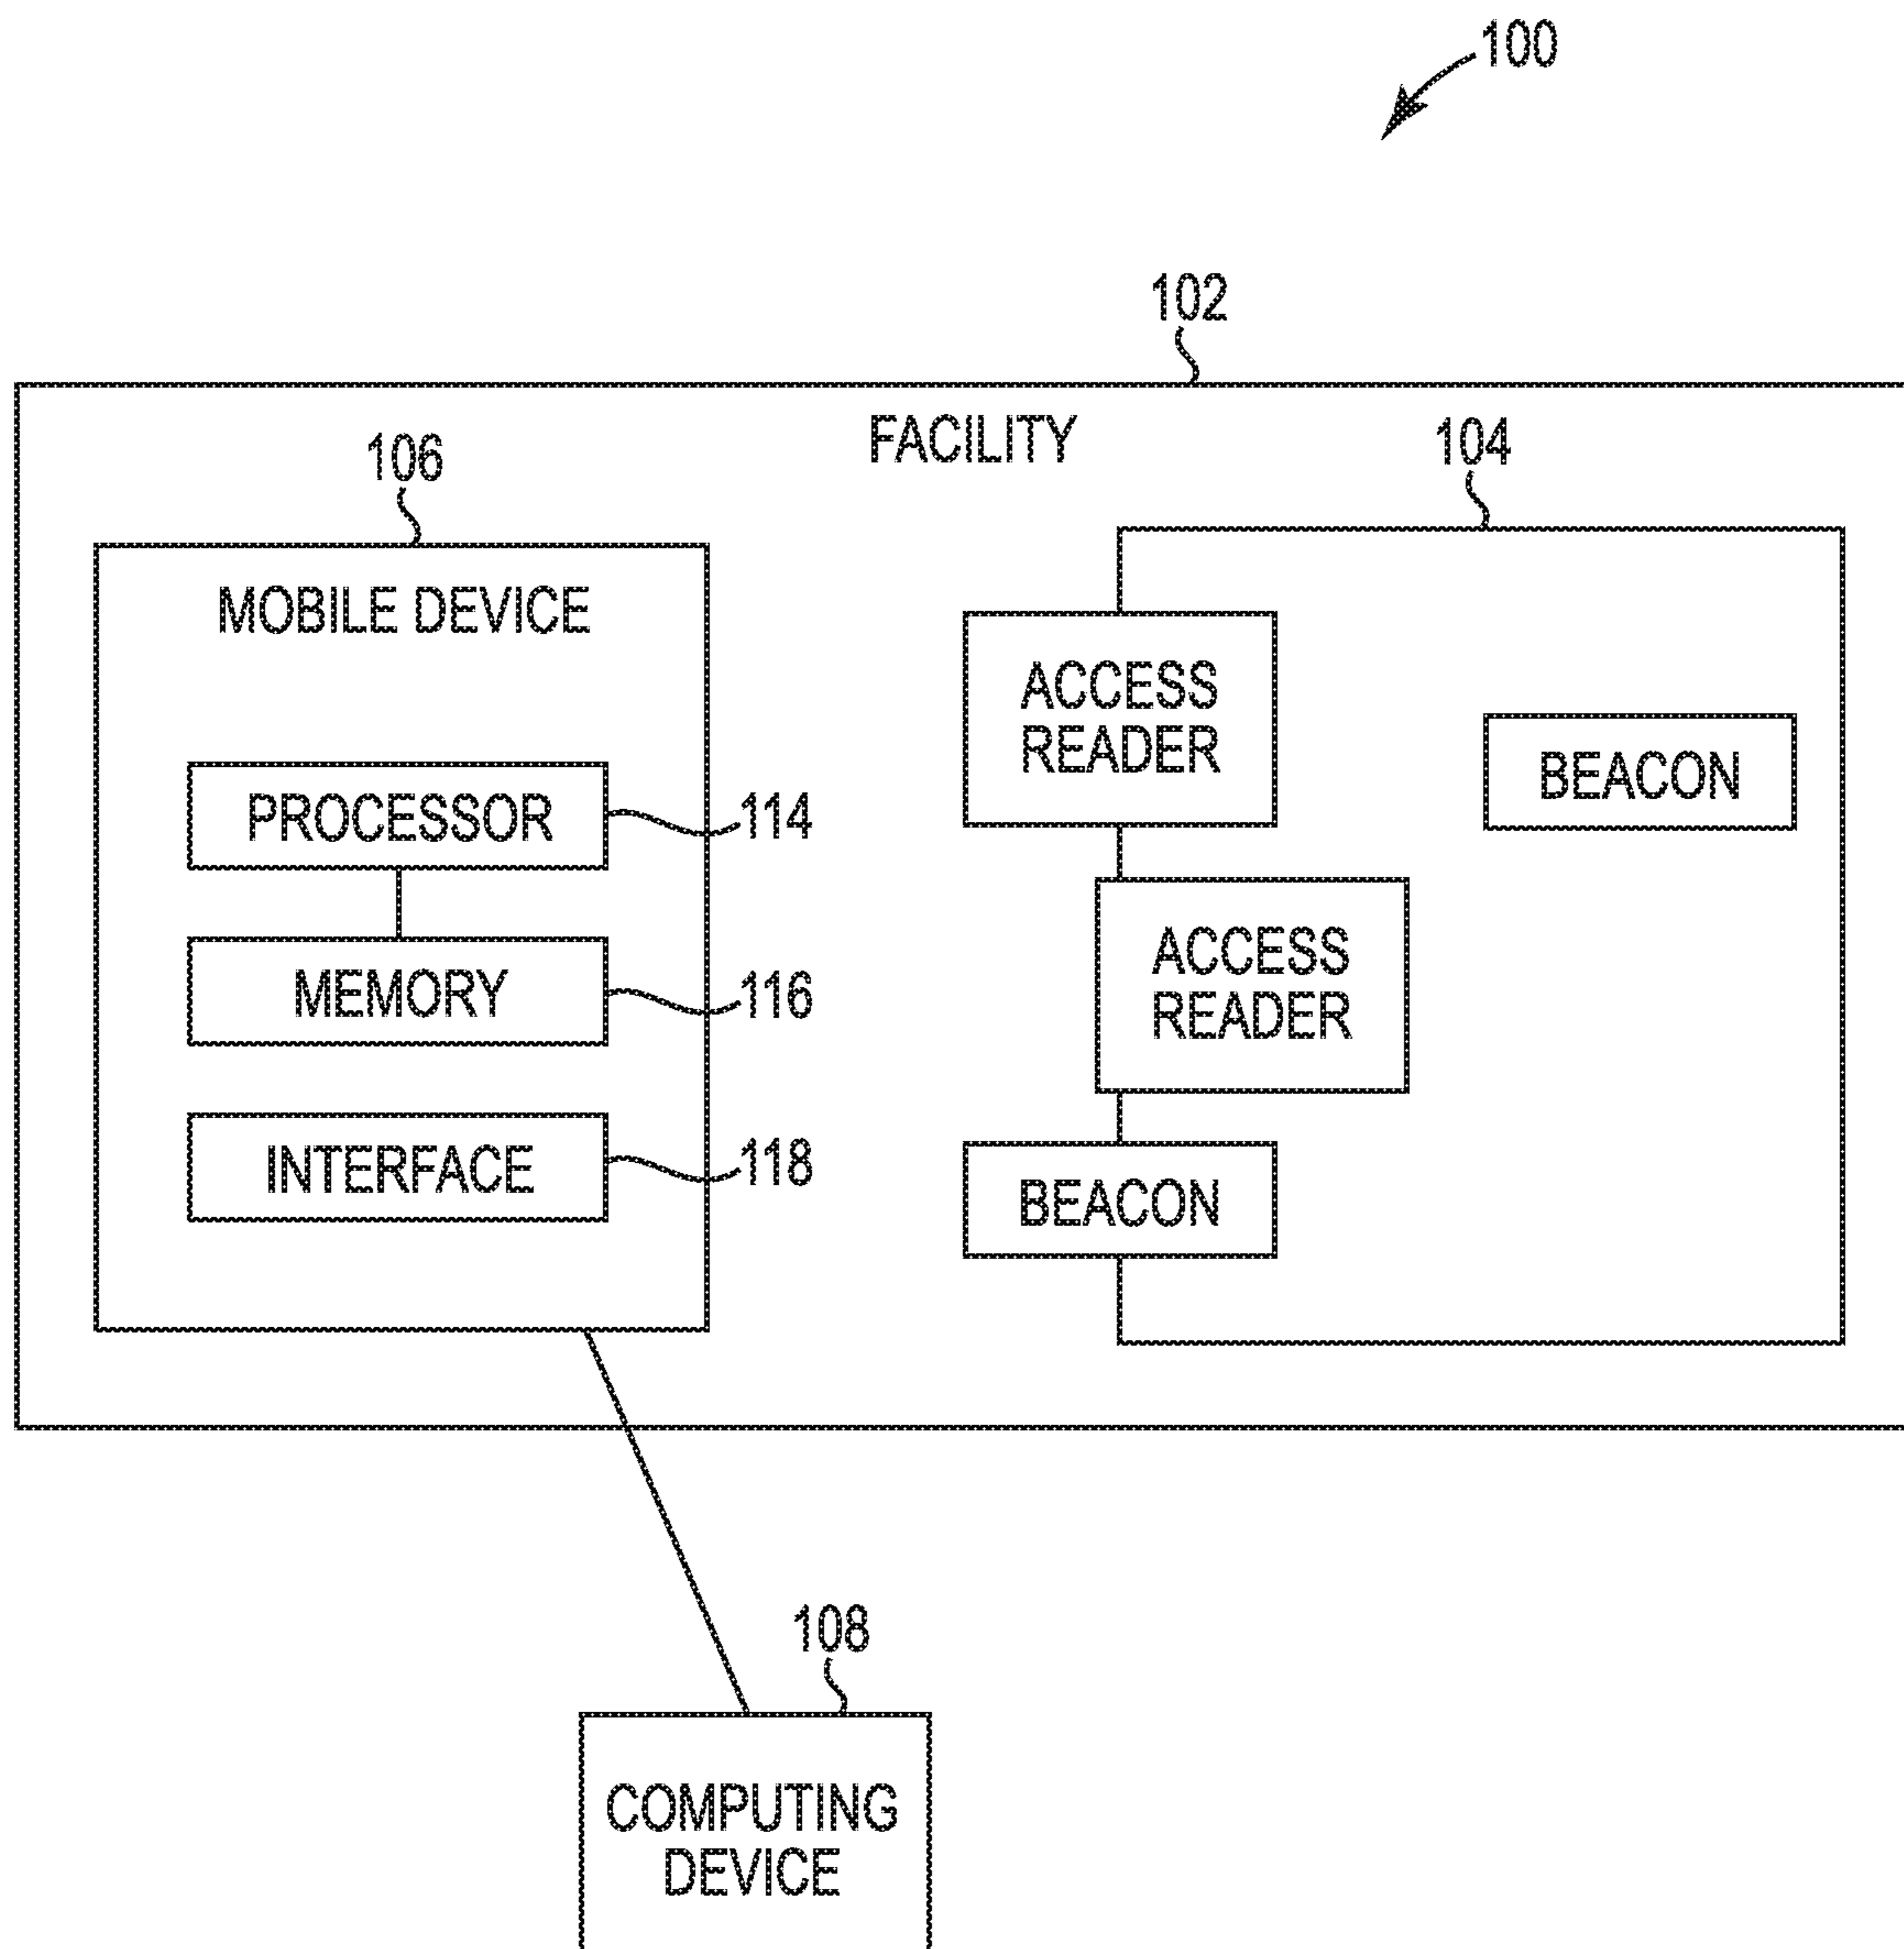 100
102
FACILITY
106
104
MOBILE DEVICE
ACCESS
READER
BEACON
PROCESSOR
114
ACCESS
READER
MEMORY
116
INTERFACE
118
BEACON
108
COMPUTING
DEVICE